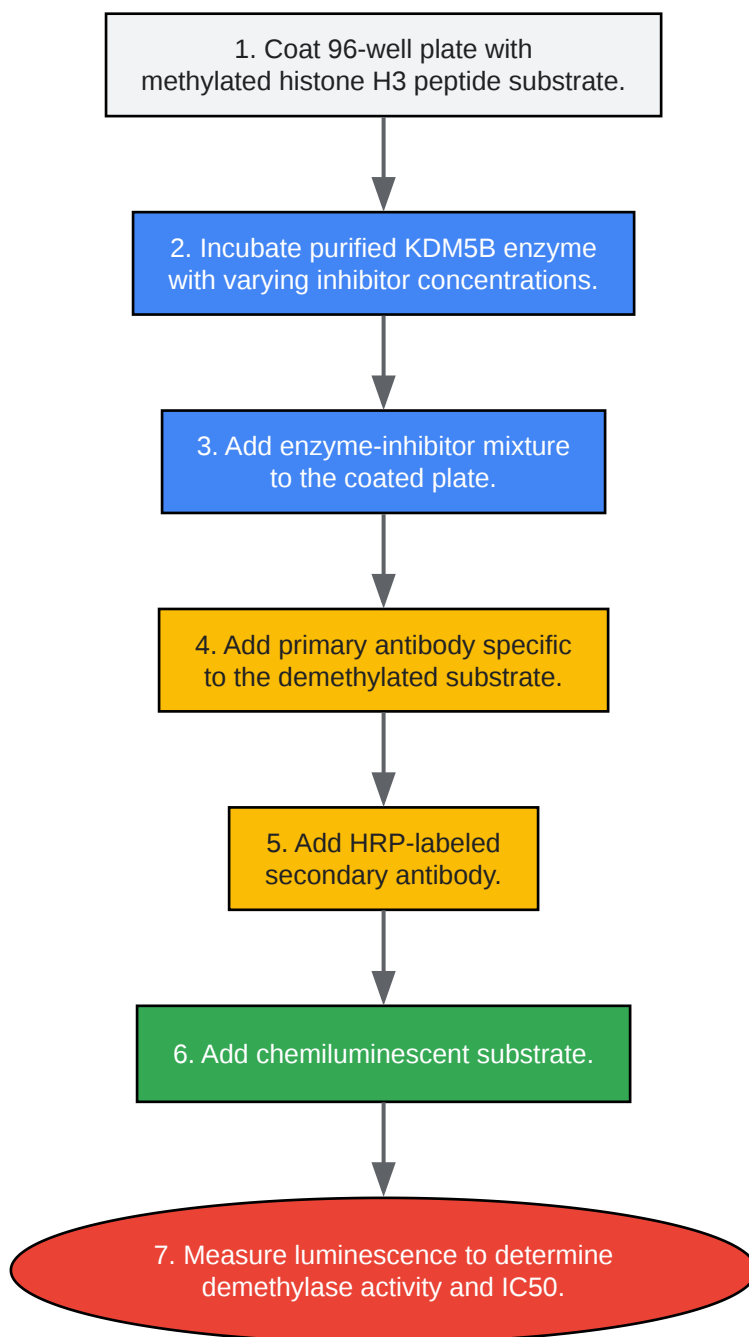 1. Coat 96-well plate with
methylated histone H3 peptide substrate.
2. Incubate purified KDM5B enzyme
with varying inhibitor concentrations.
3. Add enzyme-inhibitor mixture
to the coated plate.
4. Add primary antibody specific
to the demethylated substrate.
5. Add HRP-labeled
secondary antibody.
6. Add chemiluminescent substrate.
7. Measure luminescence to determine
demethylase activity and IC50.